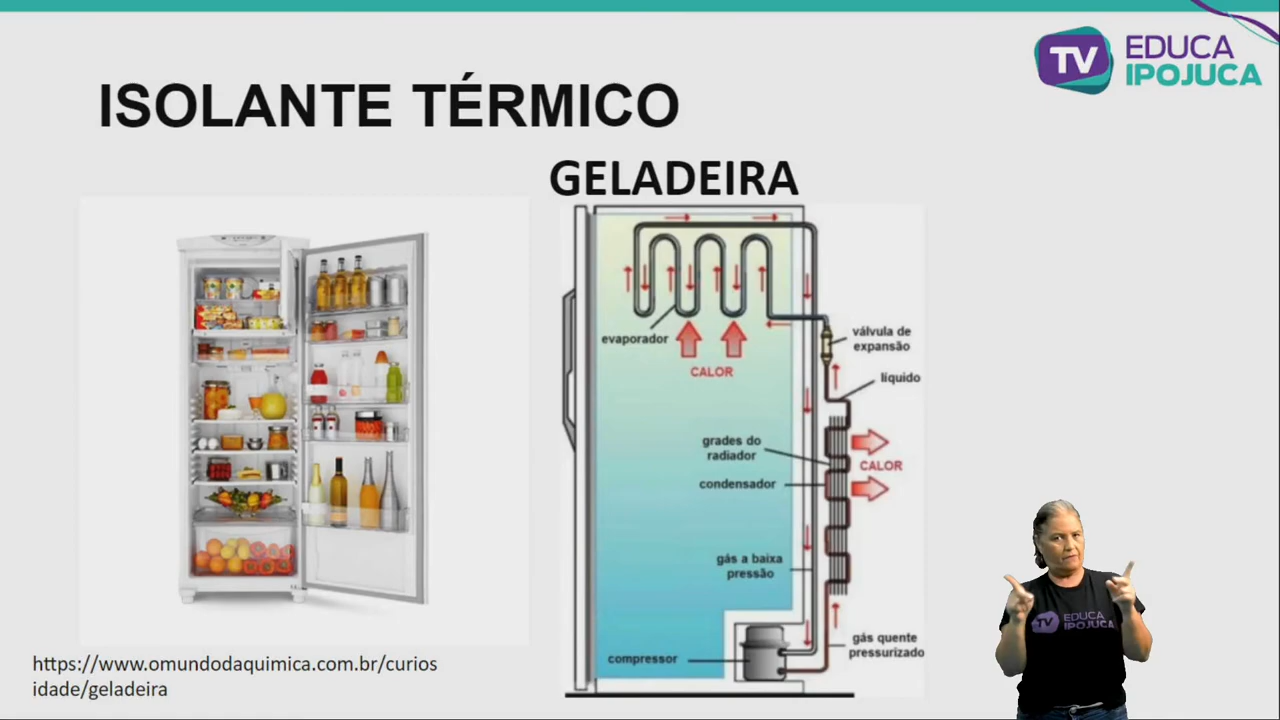 TV EDUCA
IPOJUCA
ISOLANTE TÉRMICO
GELADEIRA
evaporador
CALOR
válvula de
expansão
líquido
grades do
radiador
CALOR
condensador
gás a baixa
pressão
gás quente
pressurizado
compressor
https://www.omundodaquimica.com.br/curios
idade/geladeira
TV EDUCA
IPOJUCA